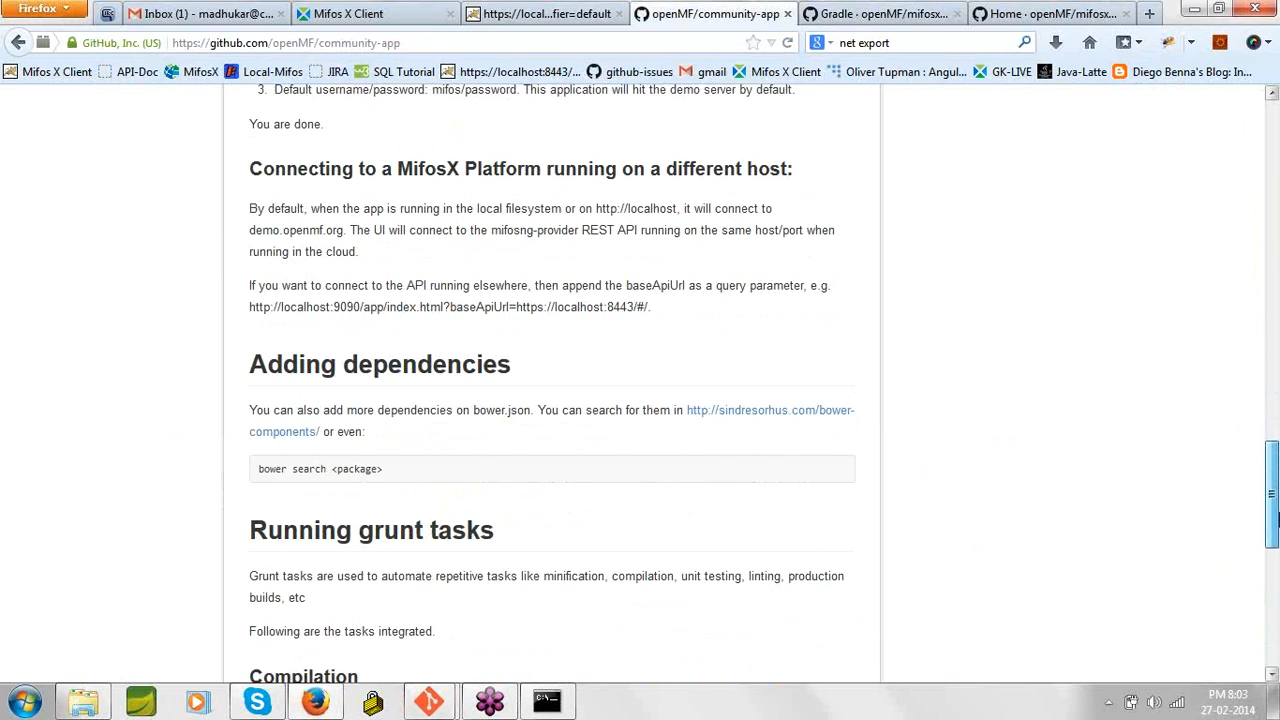 Firefox
Inbox (1) - madhukar@c...
Mifos X Client
https://local...fier=default
openMF/community-app
Gradle · openMF/mifosx...
Home · openMF/mifosx...
GitHub, Inc. (US)
https://github.com/openMF/community-app
net export
Mifos X Client
API-Doc
MifosX
Local-Mifos
JIRA
SQL Tutorial
https://localhost:8443/...
github-issues
gmail
Mifos X Client
Oliver Tupman : Angul...
GK-LIVE
Java-Latte
Diego Benna's Blog: In...
3. Default username/password: mifos/password. This application will hit the demo server by default.
You are done.
Connecting to a MifosX Platform running on a different host:
By default, when the app is running in the local filesystem or on http://localhost, it will connect to
demo.openmf.org. The UI will connect to the mifosng-provider REST API running on the same host/port when
running in the cloud.
If you want to connect to the API running elsewhere, then append the baseApiUrl as a query parameter, e.g.
http://localhost:9090/app/index.html?baseApiUrl=https://localhost:8443/#/.
Adding dependencies
You can also add more dependencies on bower.json. You can search for them in http://sindresorhus.com/bower-
components/ or even:
bower search <package>
Running grunt tasks
Grunt tasks are used to automate repetitive tasks like minification, compilation, unit testing, linting, production
builds, etc
Following are the tasks integrated.
Compilation
PM 8:03
27-02-2014